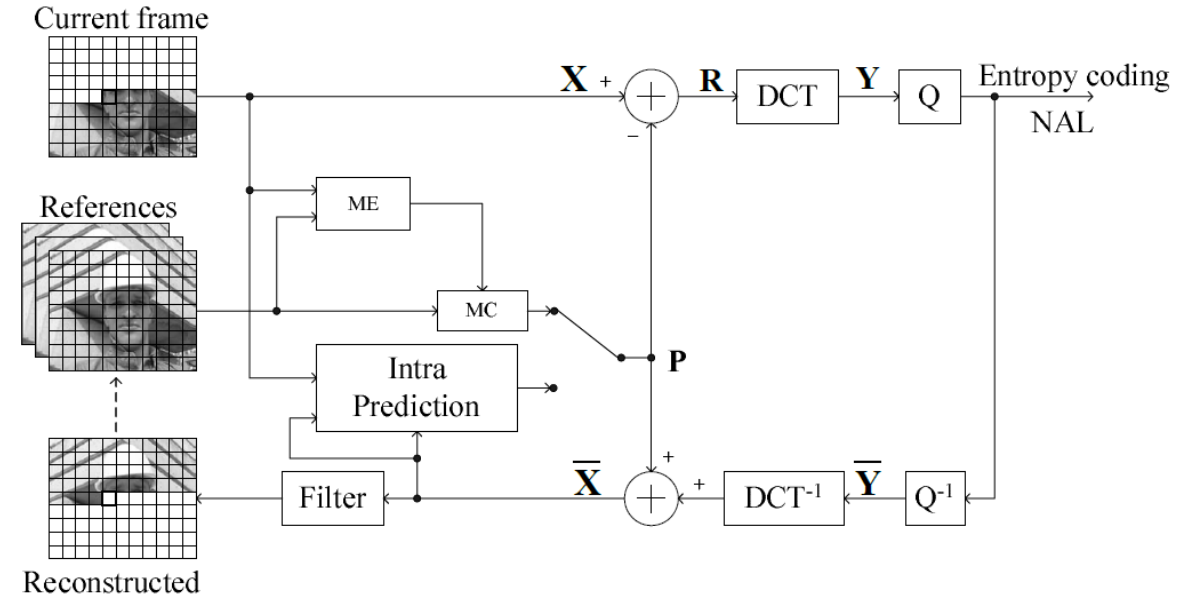 Current frame
X + R DCT Y Q Entropy coding
− NAL
ME
References
MC
P
Intra
Prediction
+
X̅ + DCT-1 Y̅ Q-1
Filter
Reconstructed